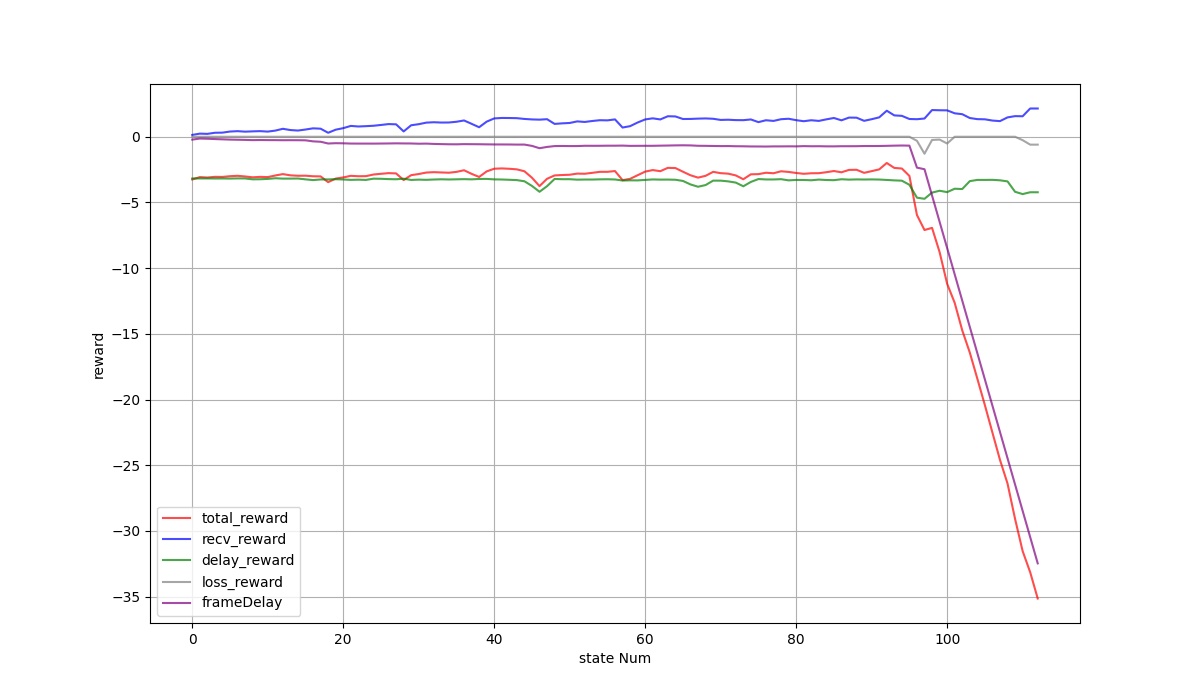 0
−5
−10
−15
−20
−25
−30
−35
reward
total_reward
recv_reward
delay_reward
loss_reward
frameDelay
0 20 40 60 80 100
state Num